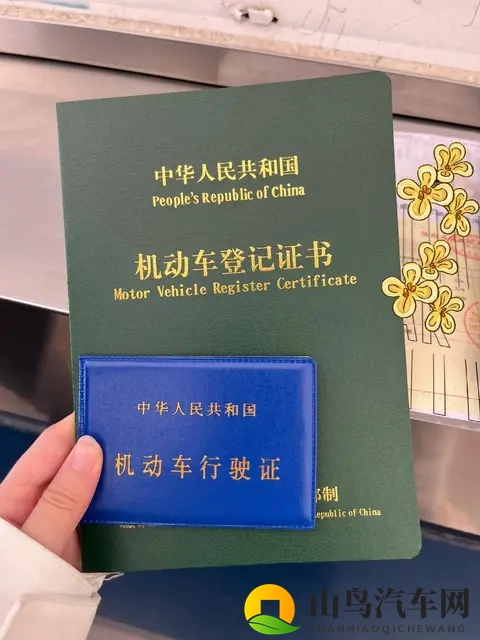 中华人民共和国
People's Republic of China
机动车登记证书
Motor Vehicle Register Certificate
中华人民共和国
机动车行驶证
部制
Republic of China
山鸟汽车网
SHANNIAOQICHEWANG